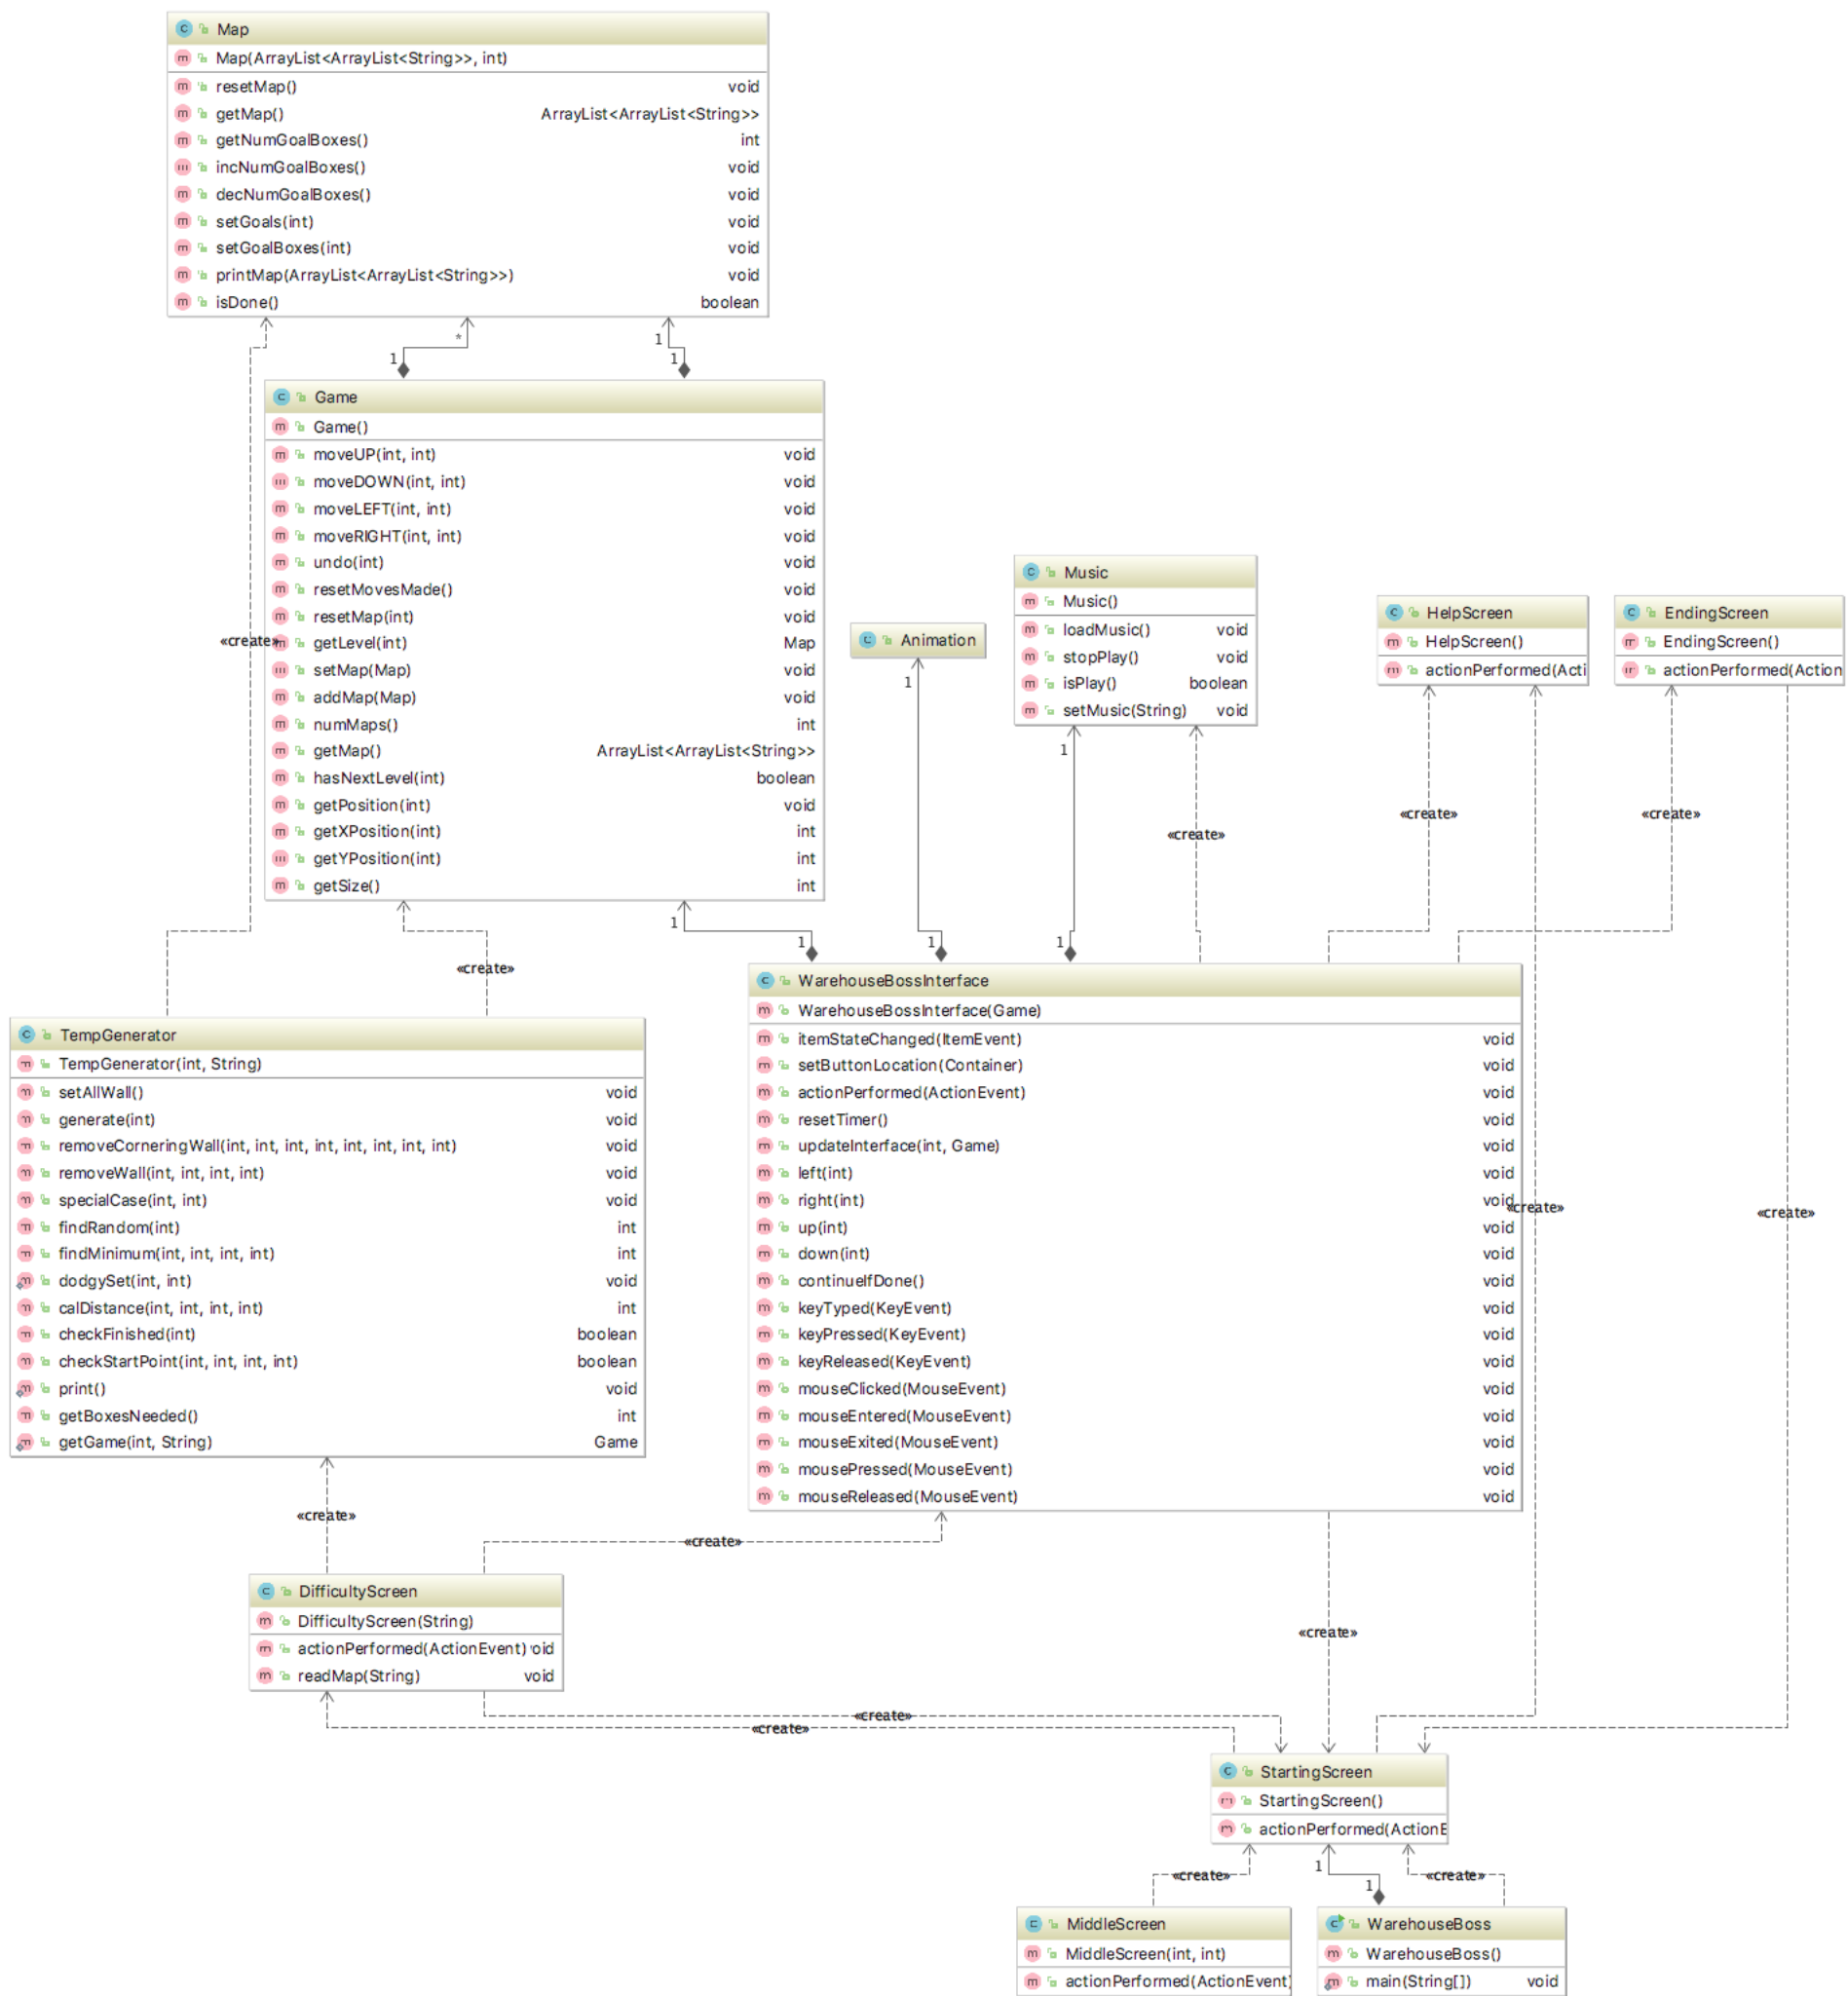 Map
Map(ArrayList<ArrayList<String>>, int)
resetMap() void
getMap() ArrayList<ArrayList<String>>
getNumGoalBoxes() int
incNumGoalBoxes() void
decNumGoalBoxes() void
setGoals(int) void
setGoalBoxes(int) void
printMap(ArrayList<ArrayList<String>>) void
isDone() boolean
* 1
1 1
Game
Game()
moveUP(int, int) void
moveDOWN(int, int) void
moveLEFT(int, int) void
moveRIGHT(int, int) void
undo(int) void
resetMovesMade() void
resetMap(int) void
«create»
getLevel(int) Map
setMap(Map) void
addMap(Map) void
numMaps() int
getMap() ArrayList<ArrayList<String>>
hasNextLevel(int) boolean
getPosition(int) void
getXPosition(int) int
getYPosition(int) int
getSize() int
Animation
1
Music
Music()
loadMusic() void
stopPlay() void
isPlay() boolean
setMusic(String) void
1
HelpScreen
HelpScreen()
actionPerformed(Acti
EndingScreen
EndingScreen()
actionPerformed(Action
«create»
«create»
«create»
1
1
1
1
«create»
WarehouseBossInterface
WarehouseBossInterface(Game)
itemStateChanged(ItemEvent) void
setButtonLocation(Container) void
actionPerformed(ActionEvent) void
resetTimer() void
updateInterface(int, Game) void
left(int) void
right(int) void
up(int) void
down(int) void
continueIfDone() void
keyTyped(KeyEvent) void
keyPressed(KeyEvent) void
keyReleased(KeyEvent) void
mouseClicked(MouseEvent) void
mouseEntered(MouseEvent) void
mouseExited(MouseEvent) void
mousePressed(MouseEvent) void
mouseReleased(MouseEvent) void
«create»
«create»
TempGenerator
TempGenerator(int, String)
setAllWall() void
generate(int) void
removeCorneringWall(int, int, int, int, int, int, int, int) void
removeWall(int, int, int, int) void
specialCase(int, int) void
findRandom(int) int
findMinimum(int, int, int, int) int
dodgySet(int, int) void
calDistance(int, int, int, int) int
checkFinished(int) boolean
checkStartPoint(int, int, int, int) boolean
print() void
getBoxesNeeded() int
getGame(int, String) Game
«create»
«create»
DifficultyScreen
DifficultyScreen(String)
actionPerformed(ActionEvent) void
readMap(String) void
«create»
«create»
«create»
StartingScreen
StartingScreen()
actionPerformed(ActionE
«create»
1
1
«create»
MiddleScreen
MiddleScreen(int, int)
actionPerformed(ActionEvent)
WarehouseBoss
WarehouseBoss()
main(String[]) void